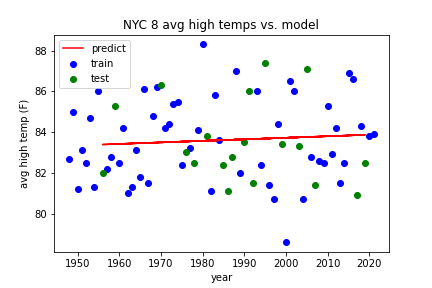 NYC 8 avg high temps vs. model
predict
train
test
88
86
84
82
80
avg high temp (F)
1950 1960 1970 1980 1990 2000 2010 2020
year